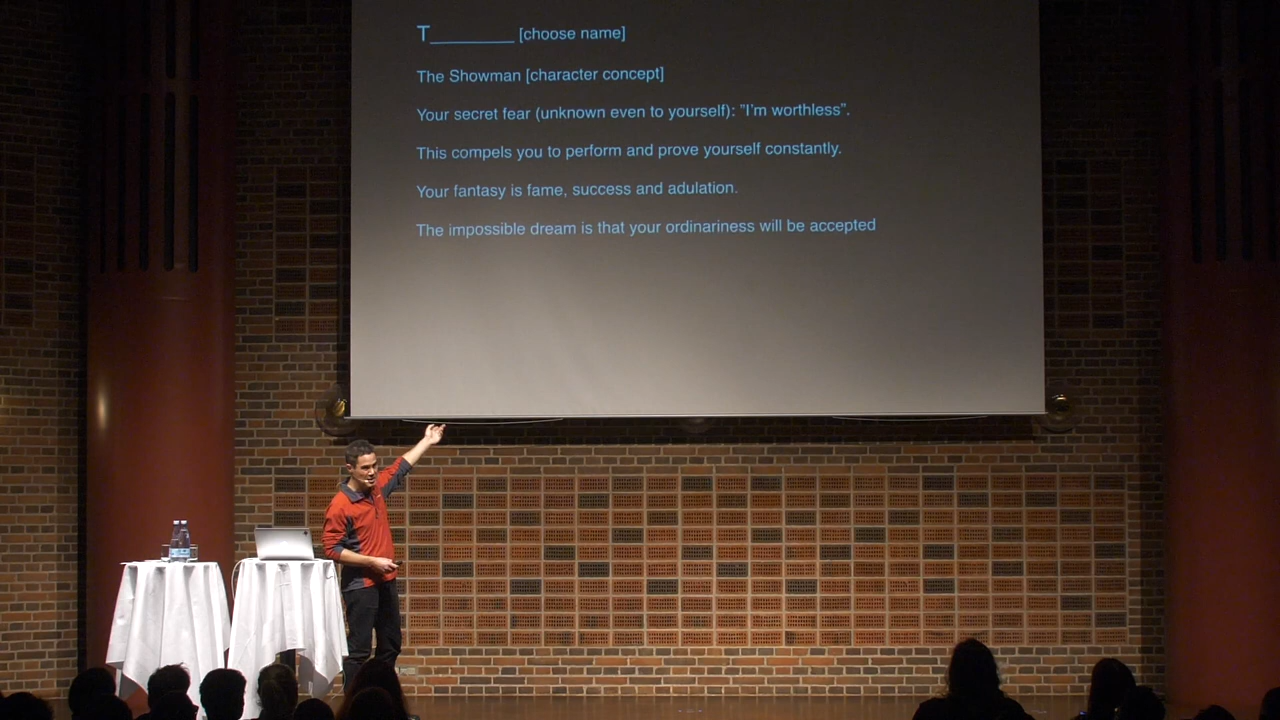 T________ [choose name]
The Showman [character concept]
Your secret fear (unknown even to yourself): ”I’m worthless”.
This compels you to perform and prove yourself constantly.
Your fantasy is fame, success and adulation.
The impossible dream is that your ordinariness will be accepted